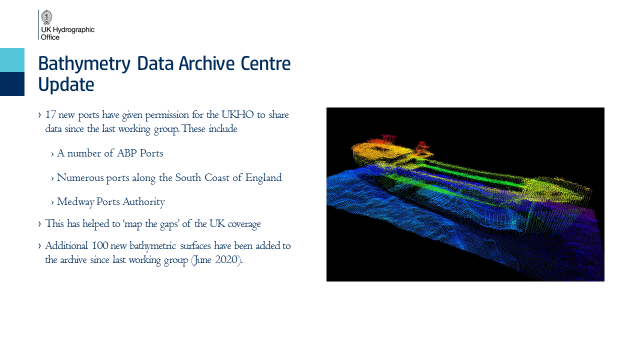 UK Hydrographic
Office
Bathymetry Data Archive Centre
Update
› 17 new ports have given permission for the UKHO to share
data since the last working group. These include
› A number of ABP Ports
› Numerous ports along the South Coast of England
› Medway Ports Authority
› This has helped to ‘map the gaps’ of the UK coverage
› Additional 100 new bathymetric surfaces have been added to
the archive since last working group (June 2020).